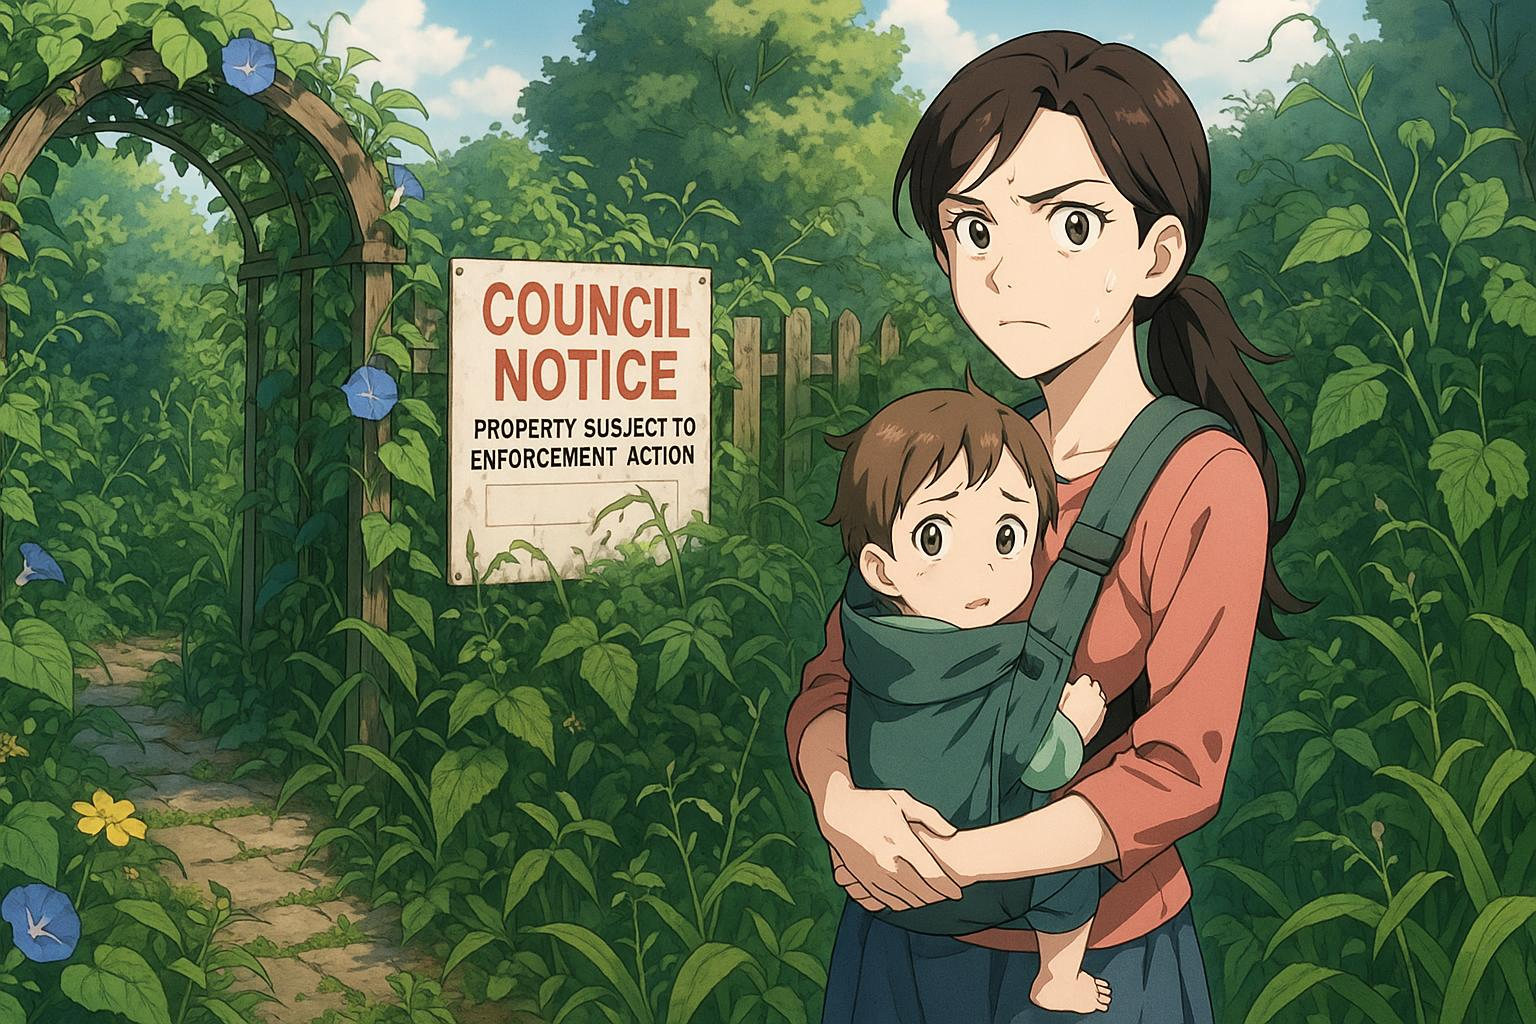 COUNCIL
NOTICE
PROPERTY SUSJECT TO
ENFORCEMENT ACTION